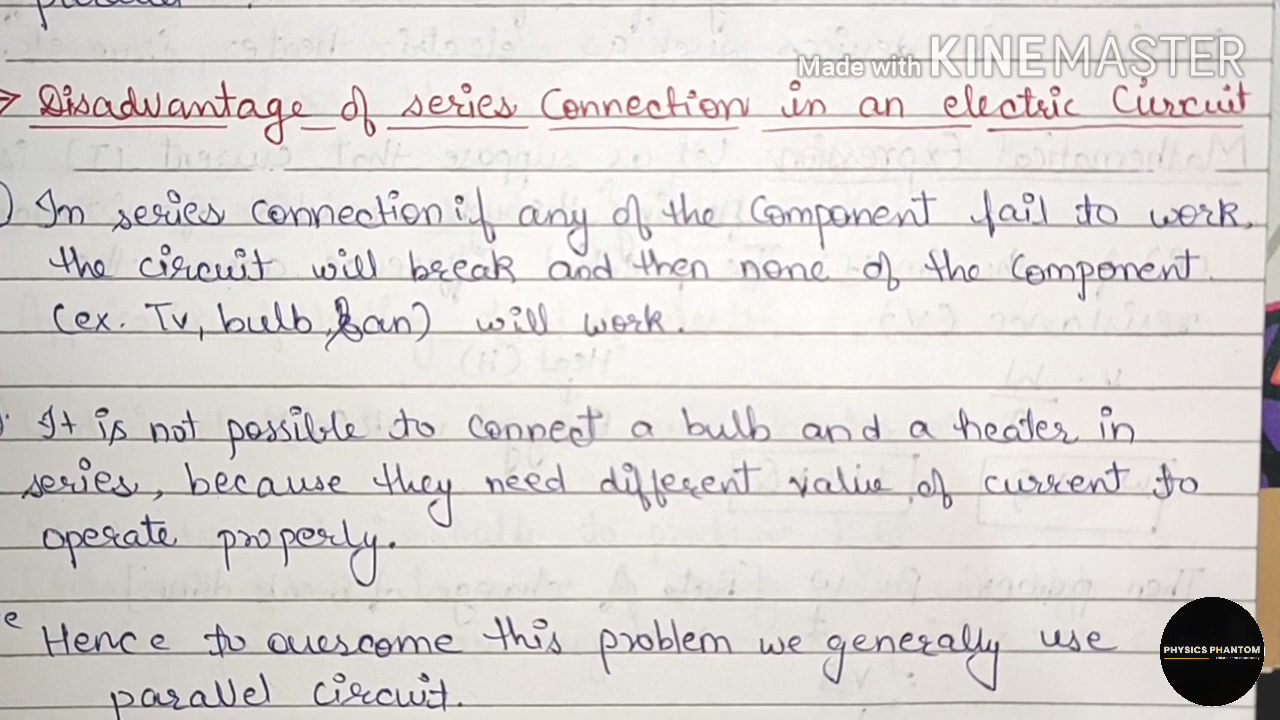 Made with KINEMASTER
Disadvantage of series Connection in an electric Circuit
In series connection if any of the Component fail to work,
the circuit will break and then none of the Component
(ex. Tv, bulb, fan) will work.
It is not possible to connect a bulb and a heater in
series, because they need different value of current to
operate properly.
Hence to overcome this problem we generally use
parallel circuit.
PHYSICS PHANTOM